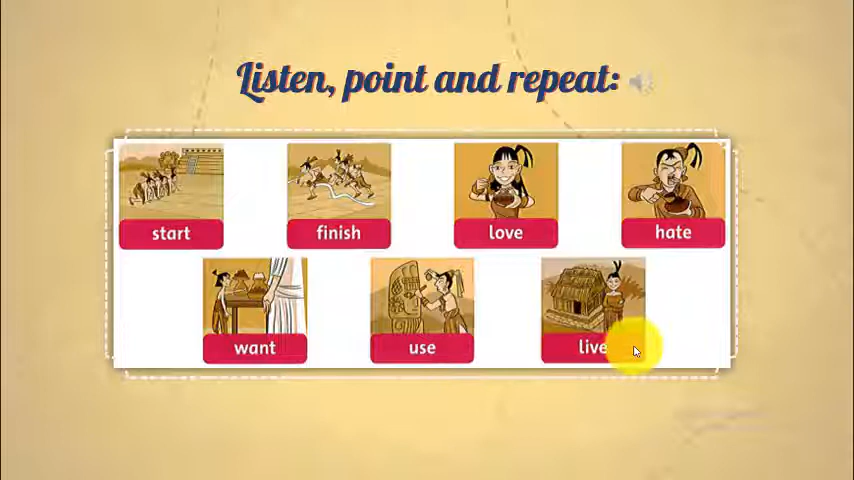 Listen, point and repeat:
start finish love hate
want use live